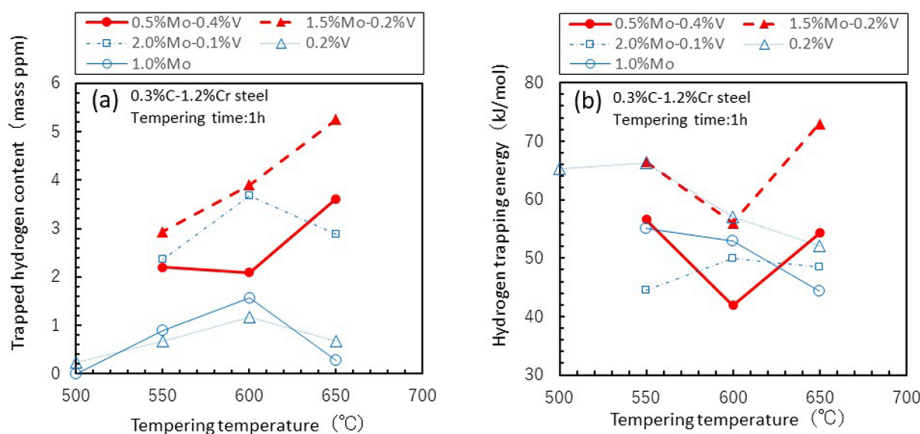 0.5%Mo-0.4%V 1.5%Mo-0.2%V
2.0%Mo-0.1%V 0.2%V
1.0%Mo
Trapped hydrogen content (mass ppm)
6
5
4
3
2
1
0
(a) 0.3%C-1.2%Cr steel
Tempering time:1h
500 550 600 650 700
Tempering temperature (℃)
0.5%Mo-0.4%V 1.5%Mo-0.2%V
2.0%Mo-0.1%V 0.2%V
1.0%Mo
Hydrogen trapping energy (kJ/mol)
80
70
60
50
40
30
(b) 0.3%C-1.2%Cr steel
Tempering time:1h
500 550 600 650 700
Tempering temperature (℃)